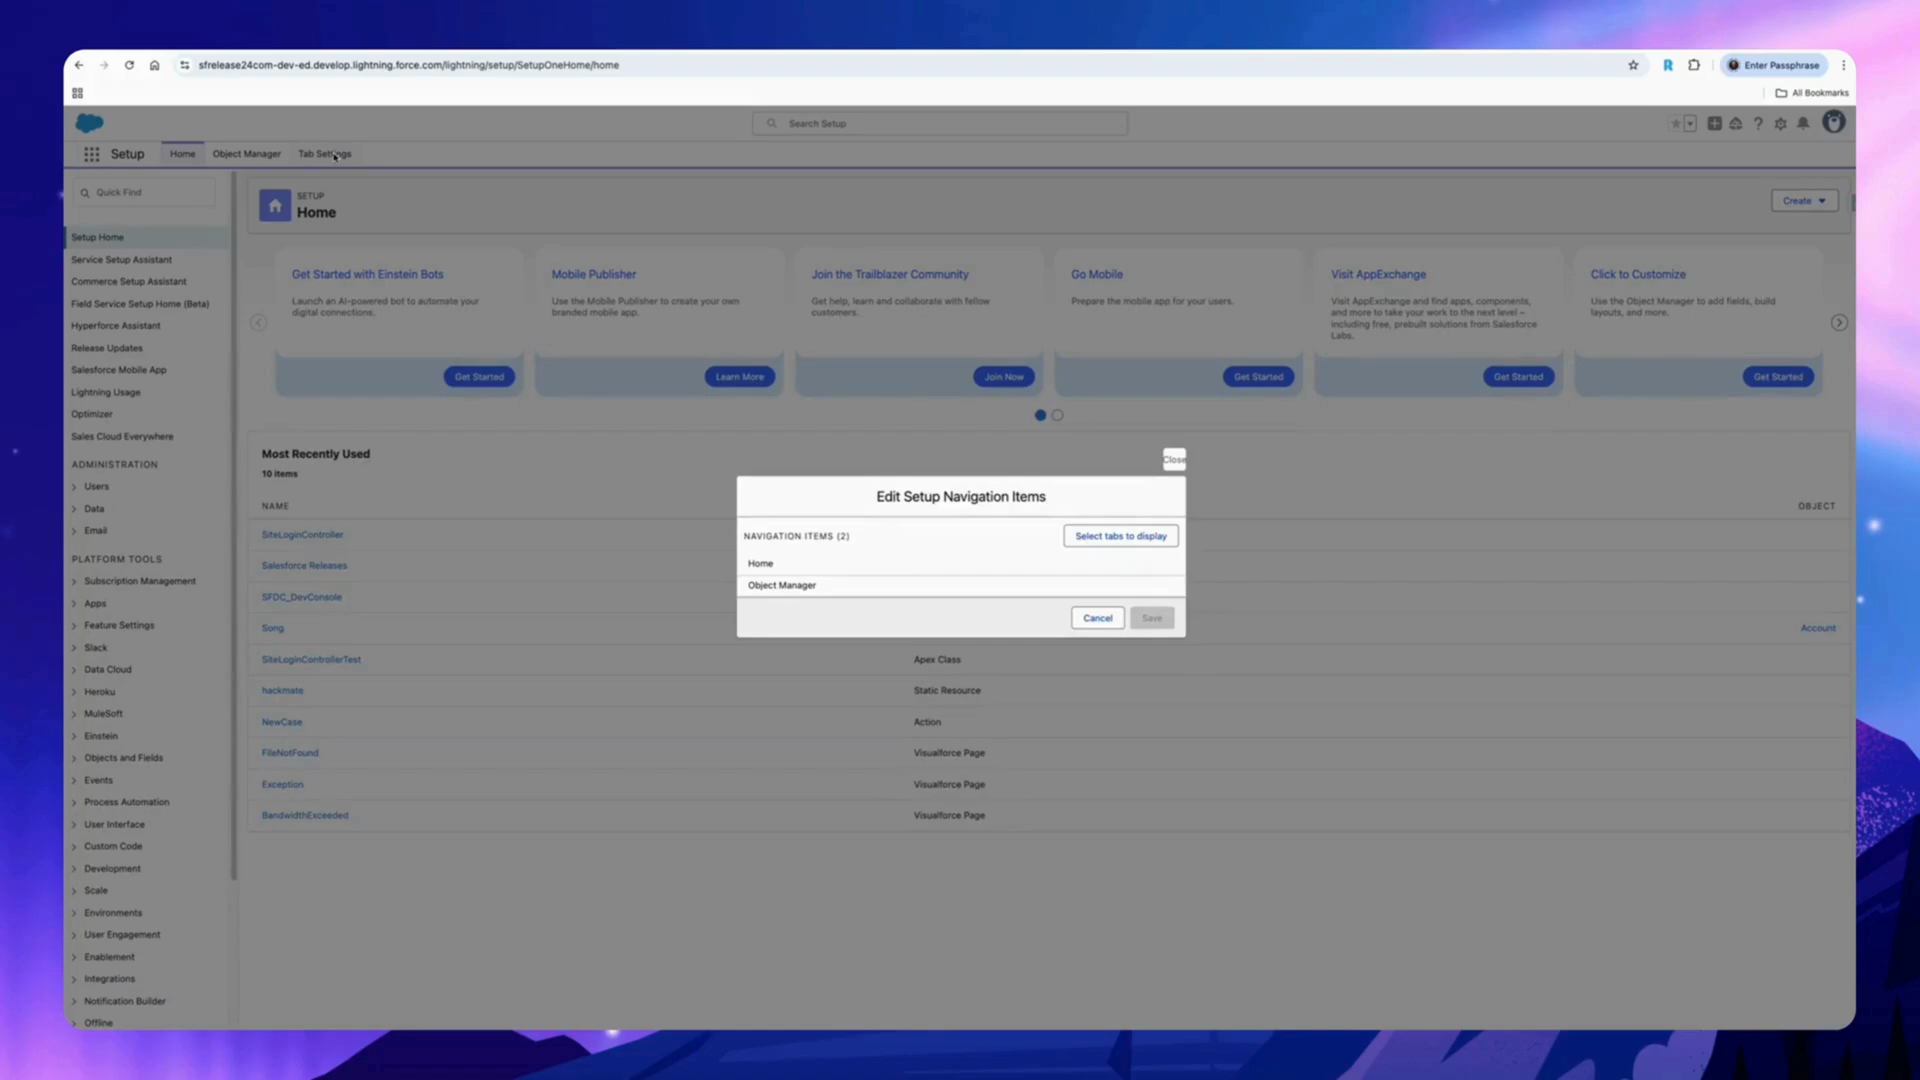 sfrelease24com-dev-ed.develop.lightning.force.com/lightning/setup/SetupOneHome/home
Enter Passphrase
All Bookmarks
Search Setup
Setup
Home
Object Manager
Tab Settings
Quick Find
Setup Home
Service Setup Assistant
Commerce Setup Assistant
Field Service Setup Home (Beta)
Hyperforce Assistant
Release Updates
Salesforce Mobile App
Lightning Usage
Optimizer
Sales Cloud Everywhere
ADMINISTRATION
Users
Data
Email
PLATFORM TOOLS
Subscription Management
Apps
Feature Settings
Slack
Data Cloud
Heroku
MuleSoft
Einstein
Objects and Fields
Events
Process Automation
User Interface
Custom Code
Development
Scale
Environments
User Engagement
Enablement
Integrations
Notification Builder
Offline
SETUP
Home
Create
Get Started with Einstein Bots
Launch an AI-powered bot to automate your
digital connections.
Get Started
Mobile Publisher
Use the Mobile Publisher to create your own
branded mobile app.
Learn More
Join the Trailblazer Community
Get help, learn and collaborate with fellow
customers.
Join Now
Go Mobile
Prepare the mobile app for your users.
Get Started
Visit AppExchange
Visit AppExchange and find apps, components,
and more to take your work to the next level –
including free, prebuilt solutions from Salesforce
Labs.
Get Started
Click to Customize
Use the Object Manager to add fields, build
layouts, and more.
Get Started
Most Recently Used
10 items
NAME
OBJECT
SiteLoginController
Salesforce Releases
SFDC_DevConsole
Song
Account
SiteLoginControllerTest
Apex Class
hackmate
Static Resource
NewCase
Action
FileNotFound
Visualforce Page
Exception
Visualforce Page
BandwidthExceeded
Visualforce Page
Close
Edit Setup Navigation Items
NAVIGATION ITEMS (2)
Select tabs to display
Home
Object Manager
Cancel
Save